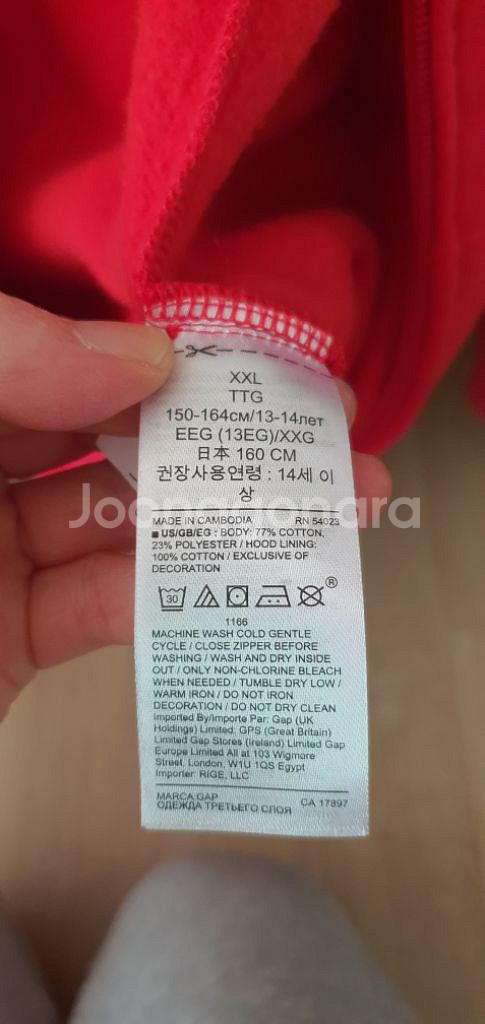 XXL
TTG
150-164см/13-14лет
EEG (13EG)/XXG
日本 160 CM
권장사용연령 : 14세 이
상
Joonggonara
MADE IN CAMBODIA RN 54023
■ US/GB/EG : BODY: 77% COTTON,
23% POLYESTER / HOOD LINING:
100% COTTON / EXCLUSIVE OF
DECORATION
30
®
1166
MACHINE WASH COLD GENTLE
CYCLE / CLOSE ZIPPER BEFORE
WASHING / WASH AND DRY INSIDE
OUT / ONLY NON-CHLORINE BLEACH
WHEN NEEDED / TUMBLE DRY LOW /
WARM IRON / DO NOT IRON
DECORATION / DO NOT DRY CLEAN
Imported By/Importe Par: Gap (UK
Holdings) Limited; GPS (Great Britain)
Limited Gap Stores (Ireland) Limited Gap
Europe Limited All at 103 Wigmore
Street, London, W1U 1QS Egypt
Importer: RIGE, LLC
МАРСА:GAP
ОДЕЖДА ТРЕТЬЕГО СЛОЯ CA 17897